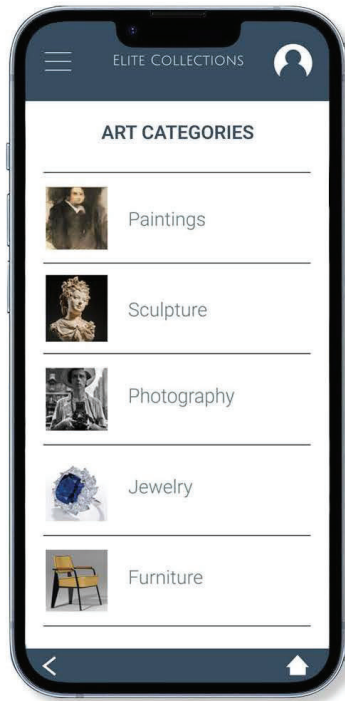 ELITE COLLECTIONS
ART CATEGORIES
Paintings
Sculpture
Photography
Jewelry
Furniture